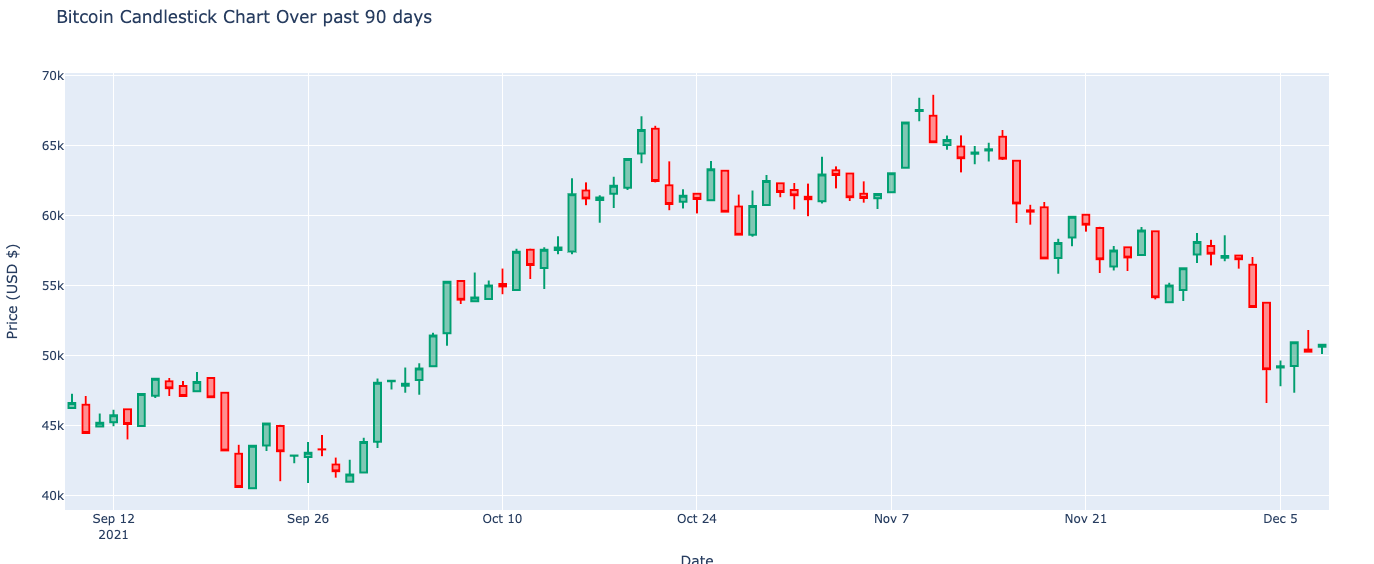 Bitcoin Candlestick Chart Over past 90 days
70k
65k
60k
55k
50k
45k
40k
Price (USD $)
Sep 12
2021
Sep 26
Oct 10
Oct 24
Nov 7
Nov 21
Dec 5
Date